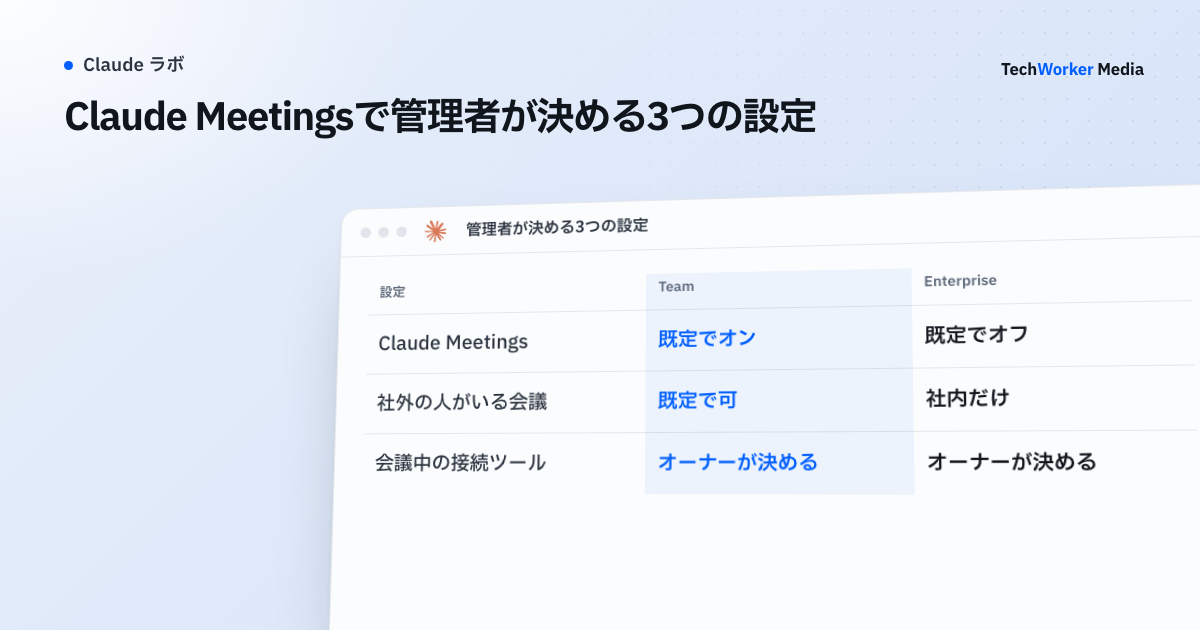 Claude ラボ
TechWorker Media
Claude Meetingsで管理者が決める3つの設定
管理者が決める3つの設定
設定 Team Enterprise
Claude Meetings 既定でオン 既定でオフ
社外の人がいる会議 既定で可 社内だけ
会議中の接続ツール オーナーが決める オーナーが決める